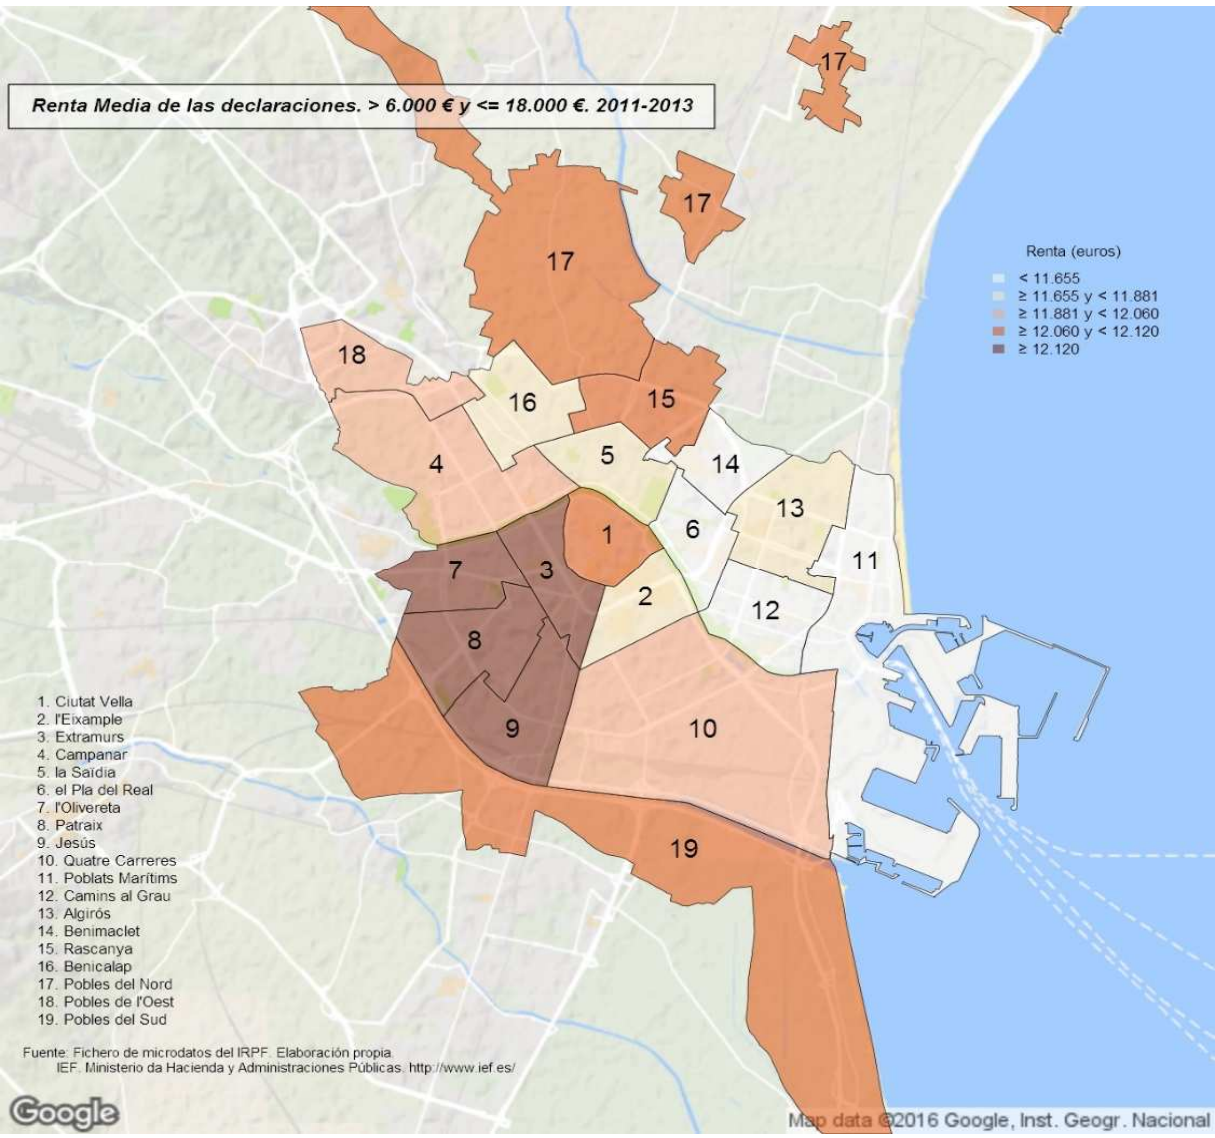 Renta Media de las declaraciones. > 6.000 € y <= 18.000 €. 2011-2013
17
17
17
18
16
15
4
5
14
13
6
1
11
7
3
2
12
8
9
10
19
Renta (euros)
< 11.655
≥ 11.655 y < 11.881
≥ 11.881 y < 12.060
≥ 12.060 y < 12.120
≥ 12.120
1. Ciutat Vella
2. l'Eixample
3. Extramurs
4. Campanar
5. la Saïdia
6. el Pla del Real
7. l'Olivereta
8. Patraix
9. Jesús
10. Quatre Carreres
11. Poblats Marítims
12. Camins al Grau
13. Algirós
14. Benimaclet
15. Rascanya
16. Benicalap
17. Pobles del Nord
18. Pobles de l'Oest
19. Pobles del Sud
Fuente: Fichero de microdatos del IRPF. Elaboración propia.
IEF. Ministerio da Hacienda y Administraciones Públicas. http://www.ief.es/
Google
Map data ©2016 Google, Inst. Geogr. Nacional